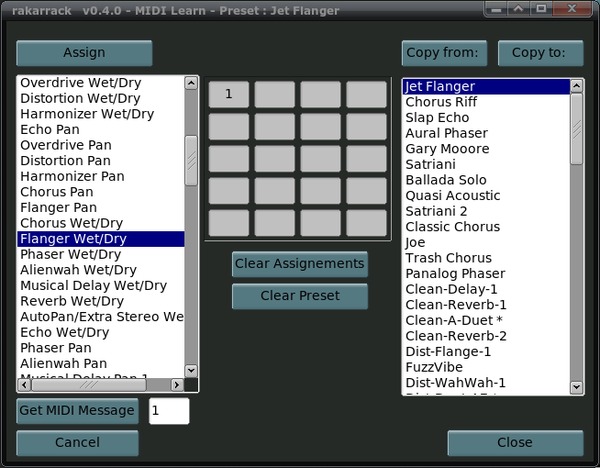 rakarrack v0.4.0 - MIDI Learn - Preset : Jet Flanger
Assign
Copy from:
Copy to:
Overdrive Wet/Dry
Distortion Wet/Dry
Harmonizer Wet/Dry
Echo Pan
Overdrive Pan
Distortion Pan
Harmonizer Pan
Chorus Pan
Flanger Pan
Chorus Wet/Dry
Flanger Wet/Dry
Phaser Wet/Dry
Alienwah Wet/Dry
Musical Delay Wet/Dry
Reverb Wet/Dry
AutoPan/Extra Stereo We
Echo Wet/Dry
Phaser Pan
Alienwah Pan
Musical Delay Pan 1
1
Clear Assignements
Clear Preset
Jet Flanger
Chorus Riff
Slap Echo
Aural Phaser
Gary Mooore
Satriani
Ballada Solo
Quasi Acoustic
Satriani 2
Classic Chorus
Joe
Trash Chorus
Panalog Phaser
Clean-Delay-1
Clean-Reverb-1
Clean-A-Duet *
Clean-Reverb-2
Dist-Flange-1
FuzzVibe
Dist-WahWah-1
Get MIDI Message
1
Cancel
Close